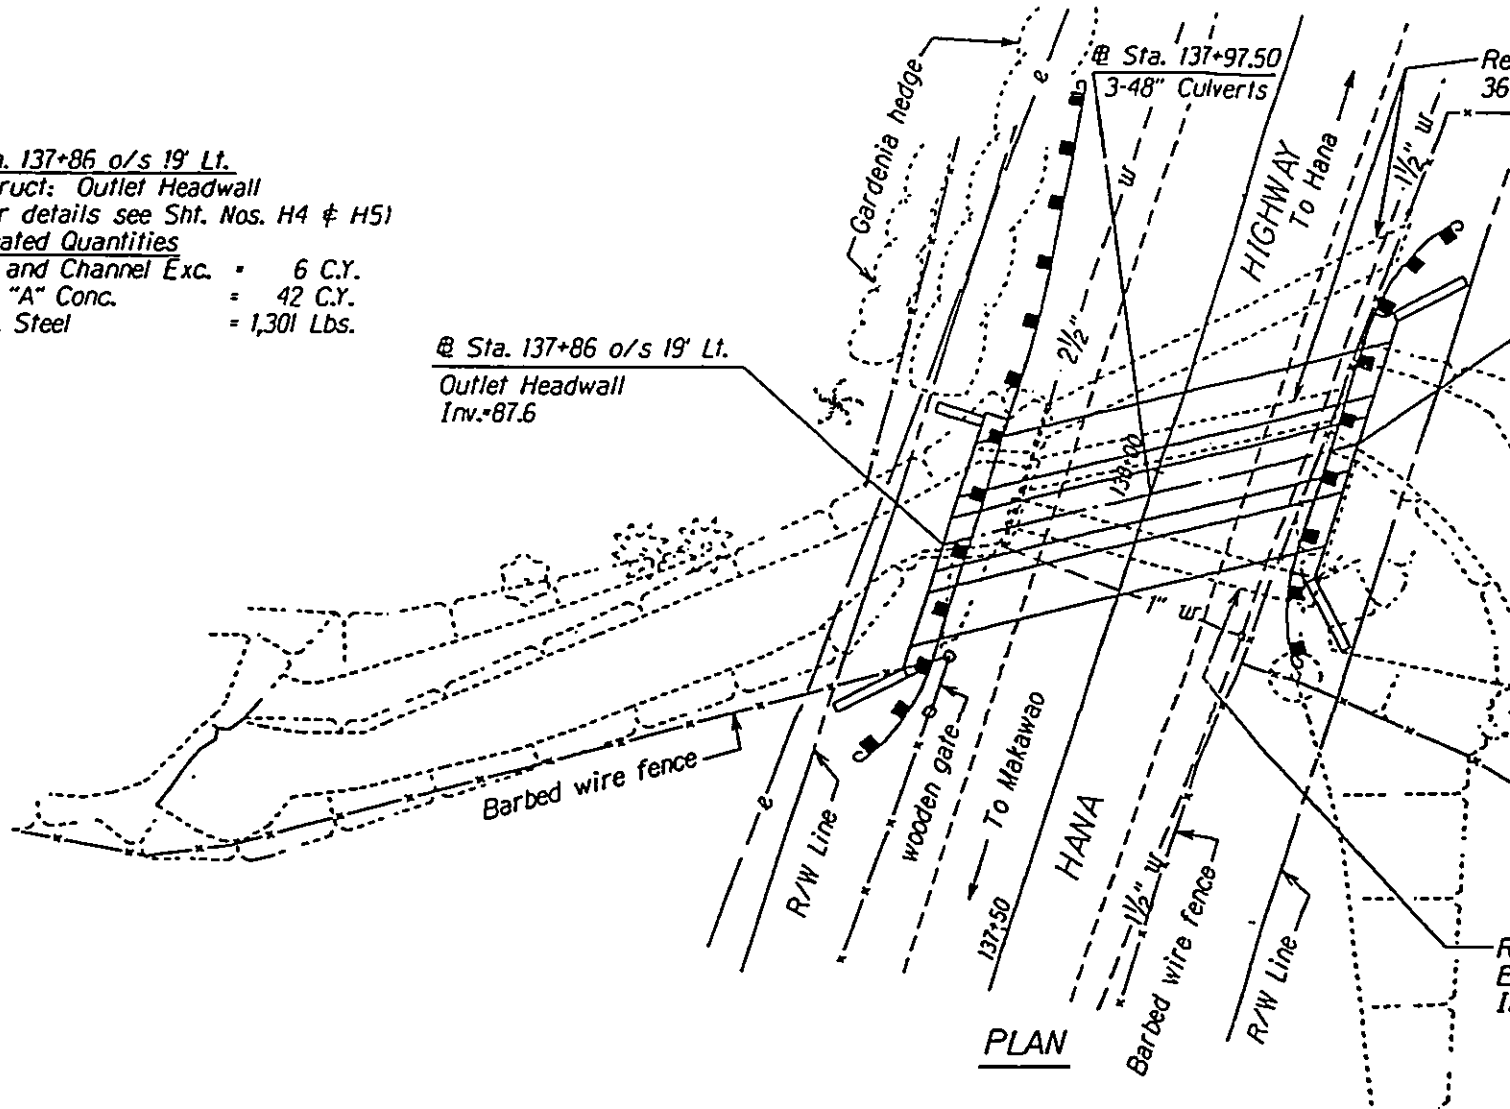 a. 137+86 o/s 19' Lt.
ruct: Outlet Headwall
r details see Sht. Nos. H4 & H5)
ated Quantities
and Channel Exc. = 6 C.Y.
"A" Conc. = 42 C.Y.
. Steel = 1,301 Lbs.
℄ Sta. 137+86 o/s 19' Lt.
Outlet Headwall
Inv.=87.6
Gardenia hedge
℄ Sta. 137+97.50
3-48" Culverts
Re
36
HIGHWAY
To Hana
1½" W
W
2½"
e
138+00
1" W
Barbed wire fence
wooden gate
To Makawao
HANA
137+50
R/W Line
e
1½" W
Barbed wire fence
R/W Line
R
E
I
PLAN